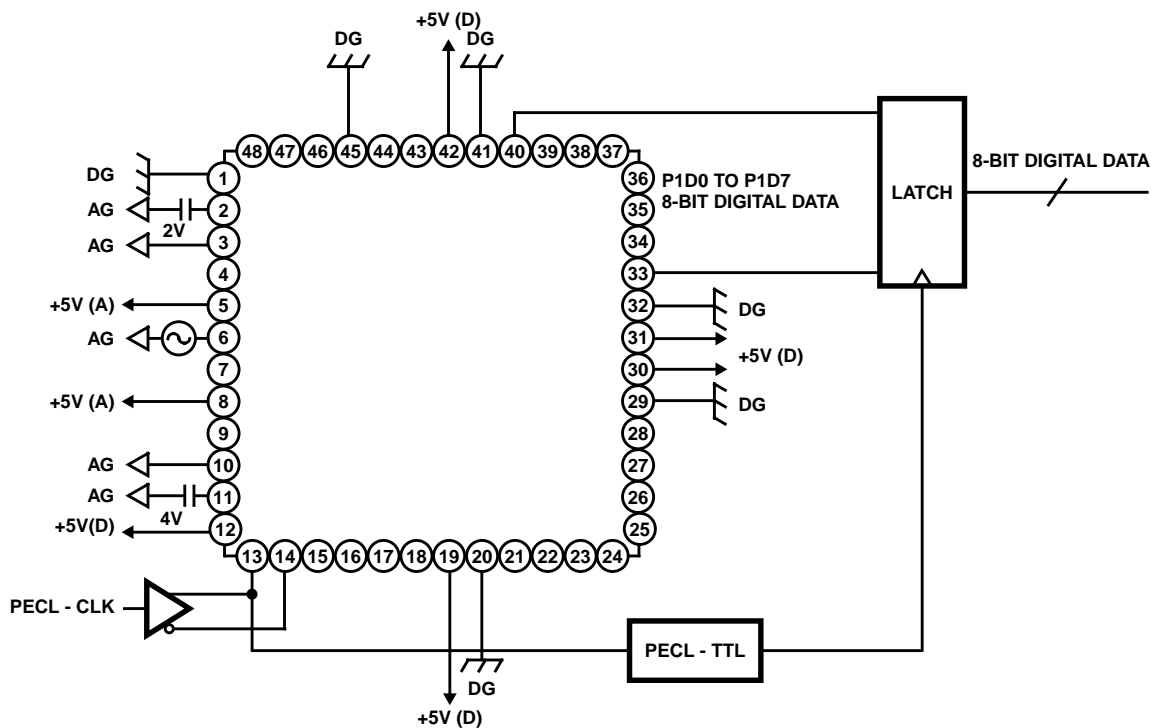 +5V (D)
DG
DG
48 47 46 45 44 43 42 41 40 39 38 37
DG
1
AG
2
2V
AG
3
4
+5V (A)
5
AG
6
7
+5V (A)
8
9
AG
10
AG
11
4V
+5V(D)
12
36
P1D0 TO P1D7
8-BIT DIGITAL DATA
35
34
33
32
DG
31
+5V (D)
30
29
DG
28
27
26
25
LATCH
8-BIT DIGITAL DATA
13 14 15 16 17 18 19 20 21 22 23 24
PECL - CLK
PECL - TTL
DG
+5V (D)